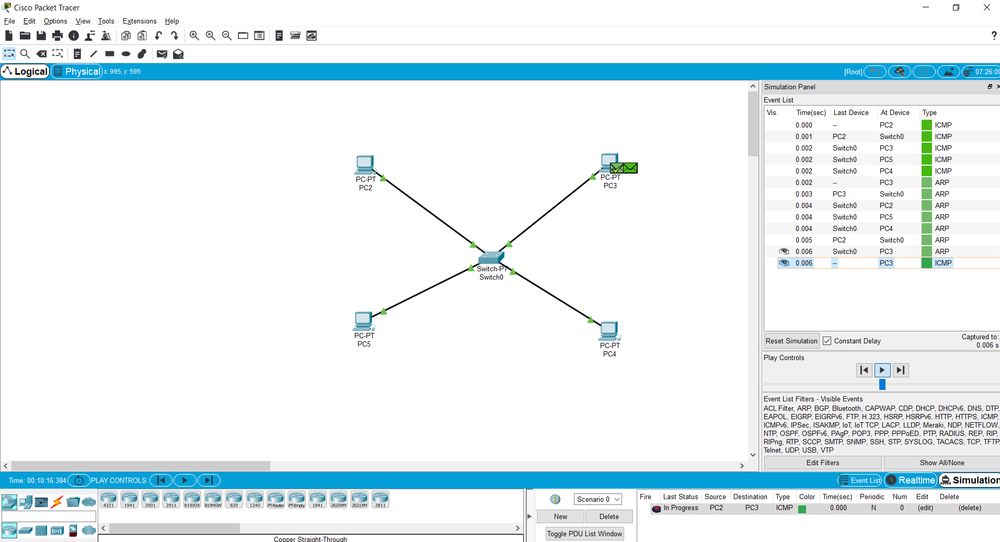 Cisco Packet Tracer
File Edit Options View Tools Extensions Help
?
Logical Physical x: 995, y: 595 [Root] 07:26:00
Simulation Panel
Event List
Vis. Time(sec) Last Device At Device Type
0.000 -- PC2 ICMP
0.001 PC2 Switch0 ICMP
0.002 Switch0 PC3 ICMP
0.002 Switch0 PC5 ICMP
0.002 Switch0 PC4 ICMP
0.002 -- PC3 ARP
0.003 PC3 Switch0 ARP
0.004 Switch0 PC2 ARP
0.004 Switch0 PC5 ARP
0.004 Switch0 PC4 ARP
0.005 PC2 Switch0 ARP
0.006 Switch0 PC3 ARP
0.006 -- PC3 ICMP
PC-PT
PC2
PC-PT
PC3
Switch-PT
Switch0
PC-PT
PC5
PC-PT
PC4
Reset Simulation Constant Delay Captured to:
0.006 s
Play Controls
Event List Filters - Visible Events
ACL Filter, ARP, BGP, Bluetooth, CAPWAP, CDP, DHCP, DHCPv6, DNS, DTP,
EAPOL, EIGRP, EIGRPv6, FTP, H.323, HSRP, HSRPv6, HTTP, HTTPS, ICMP,
ICMPv6, IPSec, ISAKMP, IoT, IoT TCP, LACP, LLDP, Meraki, NDP, NETFLOW,
NTP, OSPF, OSPFv6, PAgP, POP3, PPP, PPPoED, PTP, RADIUS, REP, RIP,
RIPng, RTP, SCCP, SMTP, SNMP, SSH, STP, SYSLOG, TACACS, TCP, TFTP,
Telnet, UDP, USB, VTP
Edit Filters Show All/None
Time: 00:10:16.384 PLAY CONTROLS: Event List Realtime Simulation
4321 1941 2901 2911 819IOX 819HGW 829 1240 PT-Router PT-Empty 1841 2620XM 2621XM 2811
Copper Straight-Through
Scenario 0
New Delete
Toggle PDU List Window
Fire Last Status Source Destination Type Color Time(sec) Periodic Num Edit Delete
In Progress PC2 PC3 ICMP 0.000 N 0 (edit) (delete)